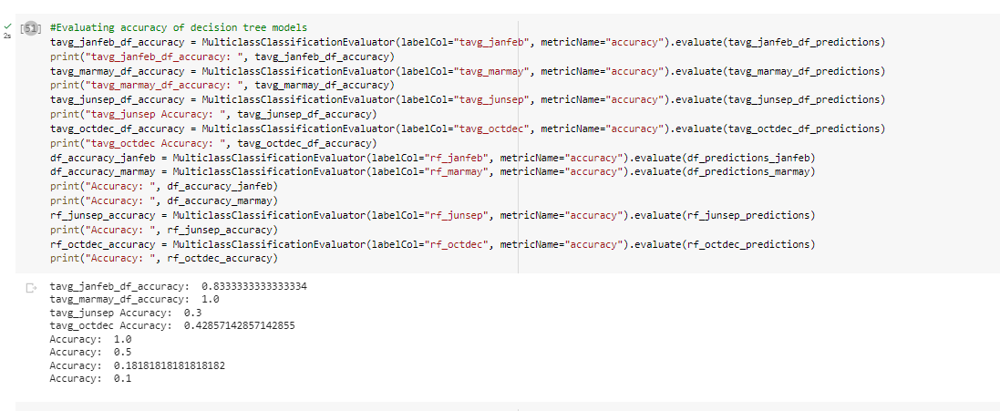 [51] #Evaluating accuracy of decision tree models
2s
tavg_janfeb_df_accuracy = MulticlassClassificationEvaluator(labelCol="tavg_janfeb", metricName="accuracy").evaluate(tavg_janfeb_df_predictions)
print("tavg_janfeb_df_accuracy: ", tavg_janfeb_df_accuracy)
tavg_marmay_df_accuracy = MulticlassClassificationEvaluator(labelCol="tavg_marmay", metricName="accuracy").evaluate(tavg_marmay_df_predictions)
print("tavg_marmay_df_accuracy: ", tavg_marmay_df_accuracy)
tavg_junsep_df_accuracy = MulticlassClassificationEvaluator(labelCol="tavg_junsep", metricName="accuracy").evaluate(tavg_junsep_df_predictions)
print("tavg_junsep Accuracy: ", tavg_junsep_df_accuracy)
tavg_octdec_df_accuracy = MulticlassClassificationEvaluator(labelCol="tavg_octdec", metricName="accuracy").evaluate(tavg_octdec_df_predictions)
print("tavg_octdec Accuracy: ", tavg_octdec_df_accuracy)
df_accuracy_janfeb = MulticlassClassificationEvaluator(labelCol="rf_janfeb", metricName="accuracy").evaluate(df_predictions_janfeb)
df_accuracy_marmay = MulticlassClassificationEvaluator(labelCol="rf_marmay", metricName="accuracy").evaluate(df_predictions_marmay)
print("Accuracy: ", df_accuracy_janfeb)
print("Accuracy: ", df_accuracy_marmay)
rf_junsep_accuracy = MulticlassClassificationEvaluator(labelCol="rf_junsep", metricName="accuracy").evaluate(rf_junsep_predictions)
print("Accuracy: ", rf_junsep_accuracy)
rf_octdec_accuracy = MulticlassClassificationEvaluator(labelCol="rf_octdec", metricName="accuracy").evaluate(rf_octdec_predictions)
print("Accuracy: ", rf_octdec_accuracy)
tavg_janfeb_df_accuracy:  0.8333333333333334
tavg_marmay_df_accuracy:  1.0
tavg_junsep Accuracy:  0.3
tavg_octdec Accuracy:  0.42857142857142855
Accuracy:  1.0
Accuracy:  0.5
Accuracy:  0.18181818181818182
Accuracy:  0.1